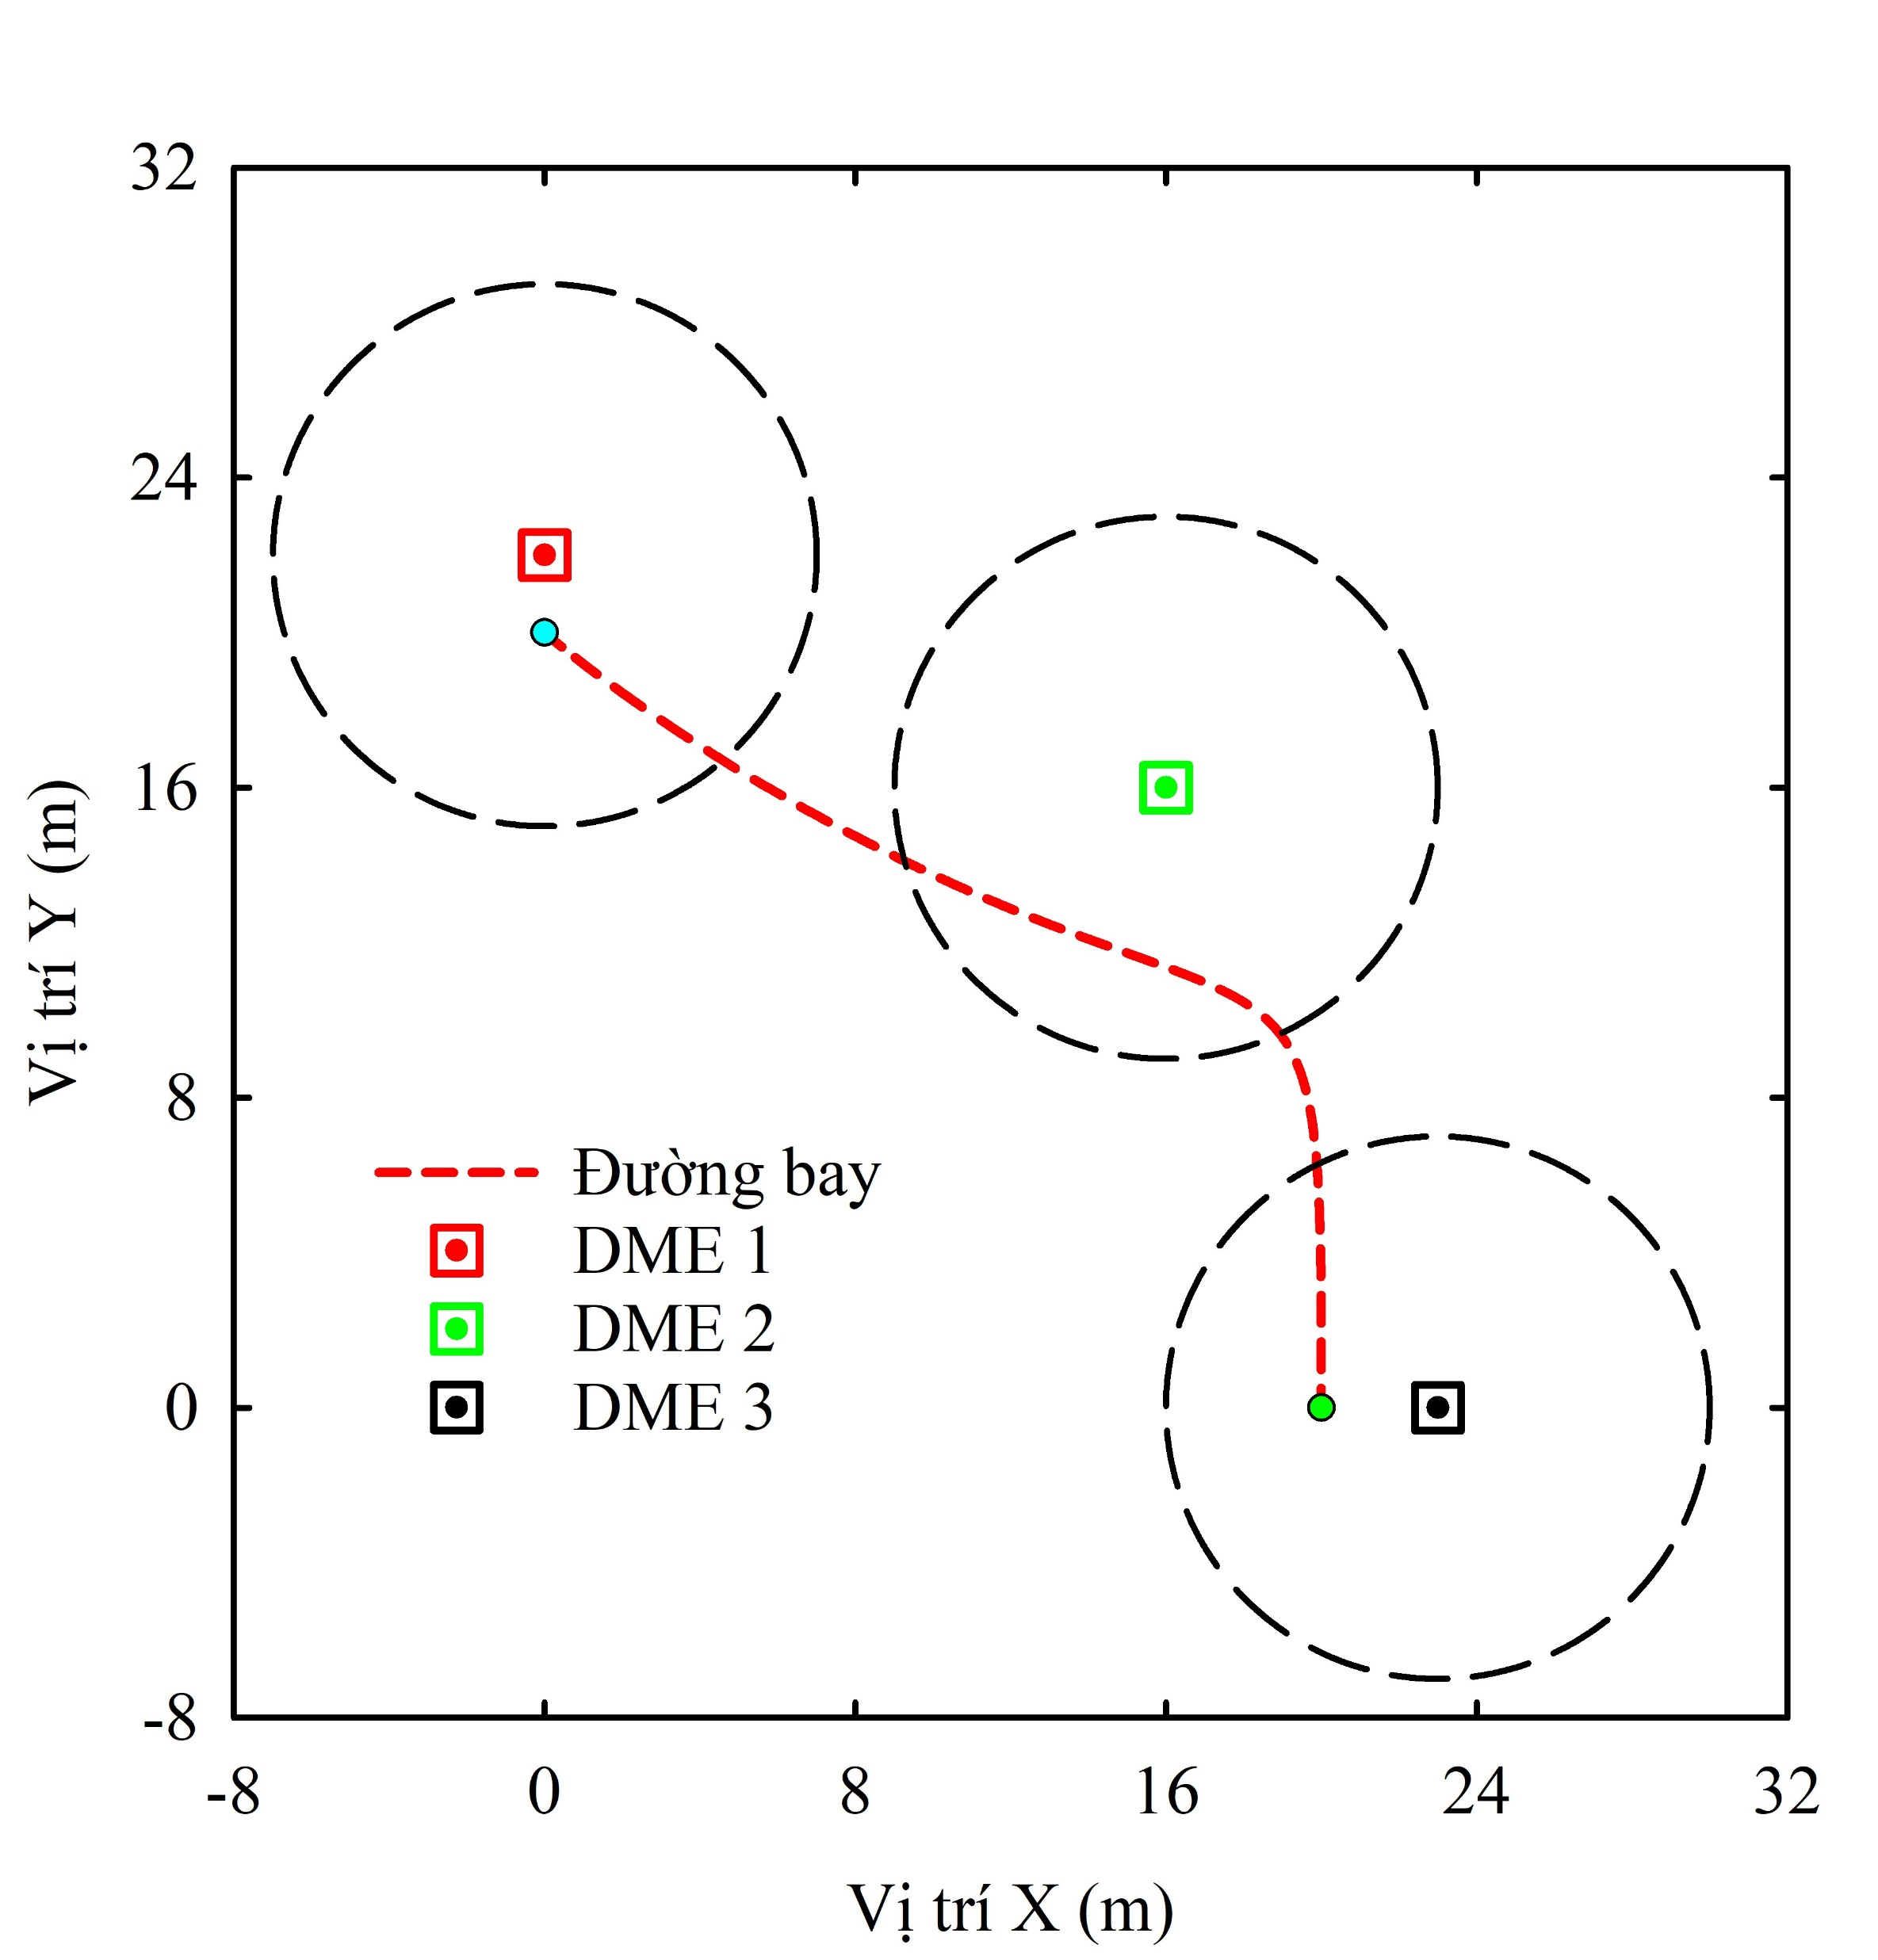 32
24
16
8
0
-8
Vị trí Y (m)
Đường bay
DME 1
DME 2
DME 3
-8 0 8 16 24 32
Vị trí X (m)